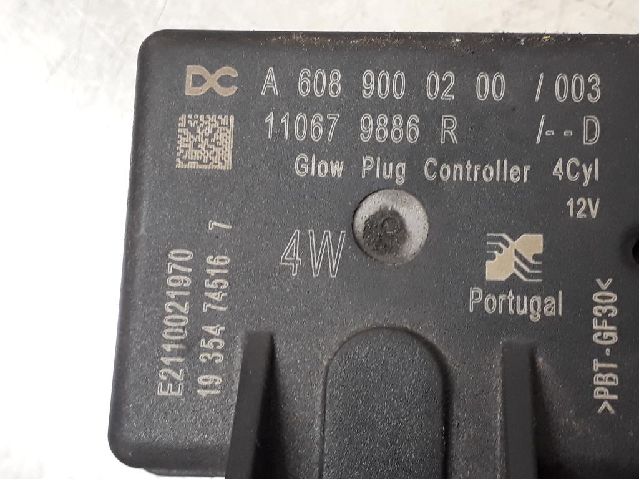 DC A 608 900 02 00 /003
11067 9886 R /--D
Glow Plug Controller 4Cyl
12V
4W
Portugal
E2110021970
19 354 74516 7
>PBT-GF30<